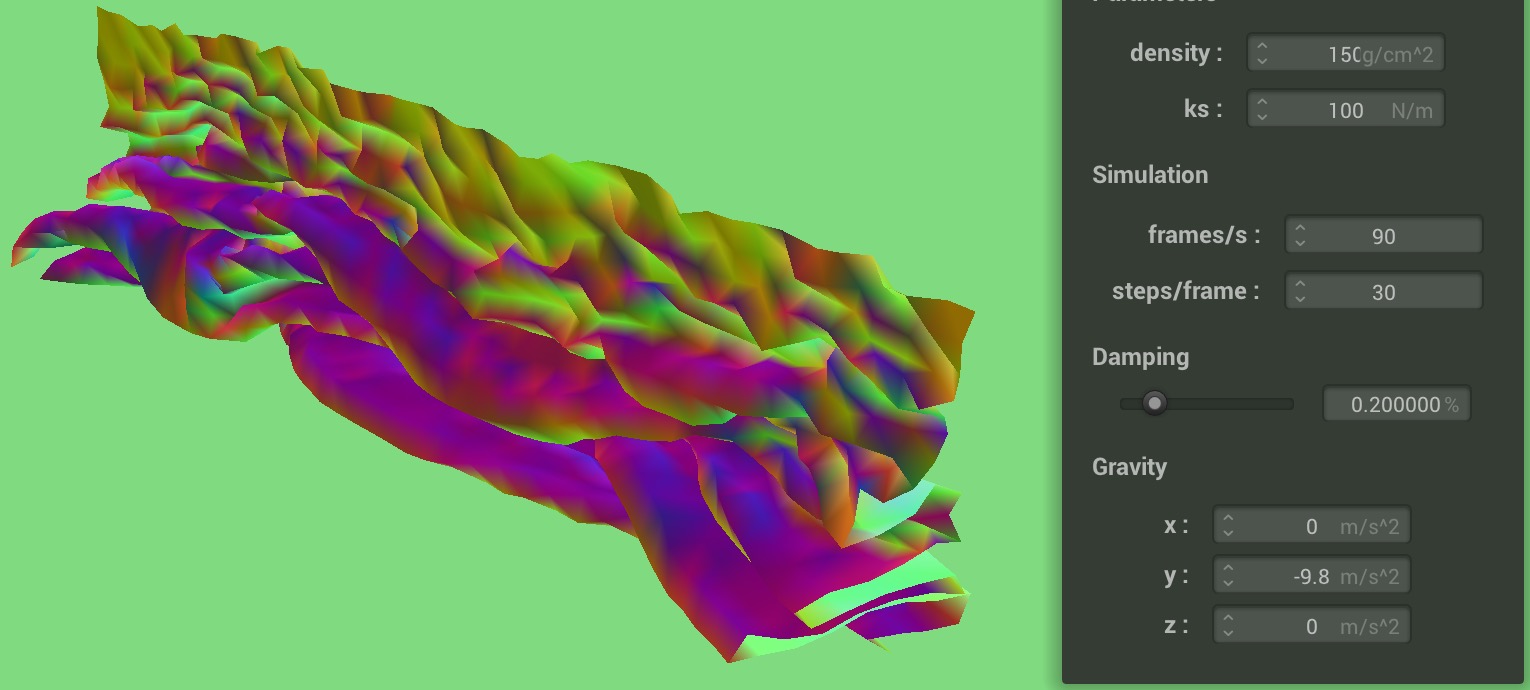 Parameters
density : 150 g/cm^2
ks : 100 N/m
Simulation
frames/s : 90
steps/frame : 30
Damping
0.200000 %
Gravity
x : 0 m/s^2
y : -9.8 m/s^2
z : 0 m/s^2